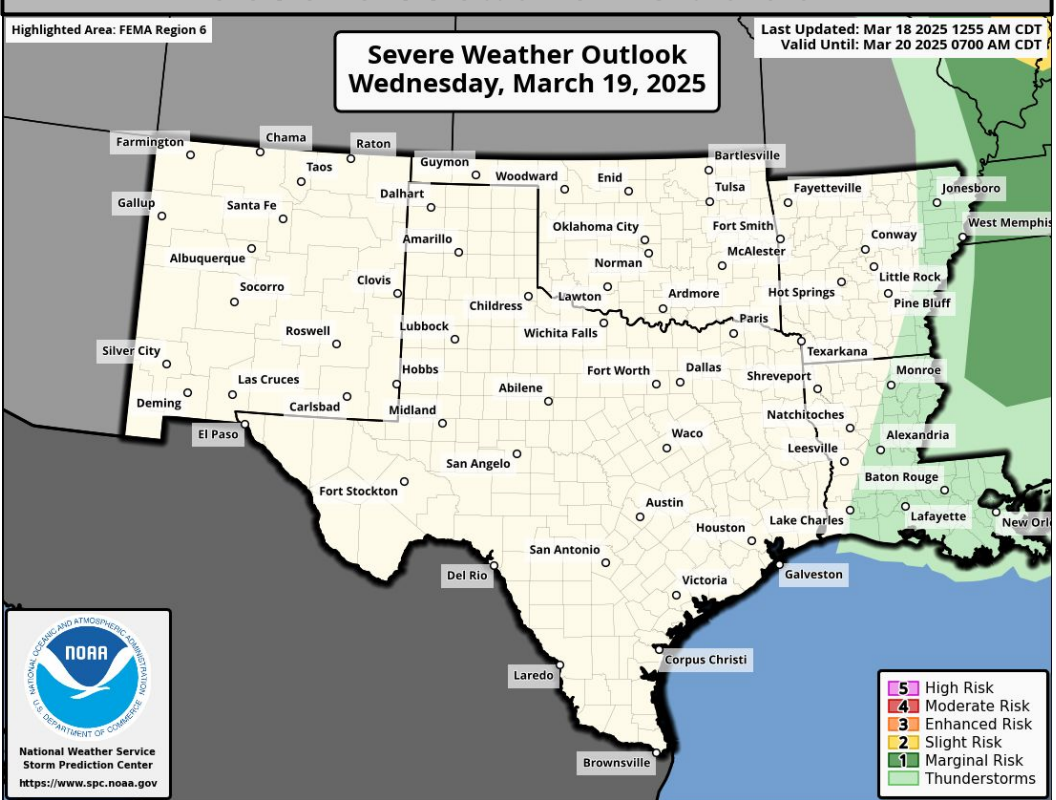 Highlighted Area: FEMA Region 6
Last Updated: Mar 18 2025 1255 AM CDT
Valid Until: Mar 20 2025 0700 AM CDT
Severe Weather Outlook
Wednesday, March 19, 2025
Farmington
Chama
Raton
Taos
Guymon
Woodward
Enid
Bartlesville
Tulsa
Fayetteville
Jonesboro
Gallup
Santa Fe
Dalhart
Oklahoma City
Fort Smith
Conway
West Memphis
Albuquerque
Amarillo
Norman
McAlester
Little Rock
Socorro
Clovis
Childress
Lawton
Ardmore
Hot Springs
Pine Bluff
Roswell
Lubbock
Wichita Falls
Paris
Texarkana
Silver City
Las Cruces
Hobbs
Abilene
Fort Worth
Dallas
Shreveport
Monroe
Deming
Carlsbad
Midland
Natchitoches
El Paso
San Angelo
Waco
Leesville
Alexandria
Fort Stockton
Austin
Houston
Lake Charles
Baton Rouge
Lafayette
New Orl
Del Rio
San Antonio
Victoria
Galveston
Laredo
Corpus Christi
Brownsville
NATIONAL OCEANIC AND ATMOSPHERIC ADMINISTRATION
NOAA
U.S. DEPARTMENT OF COMMERCE
National Weather Service
Storm Prediction Center
https://www.spc.noaa.gov
5 High Risk
4 Moderate Risk
3 Enhanced Risk
2 Slight Risk
1 Marginal Risk
Thunderstorms